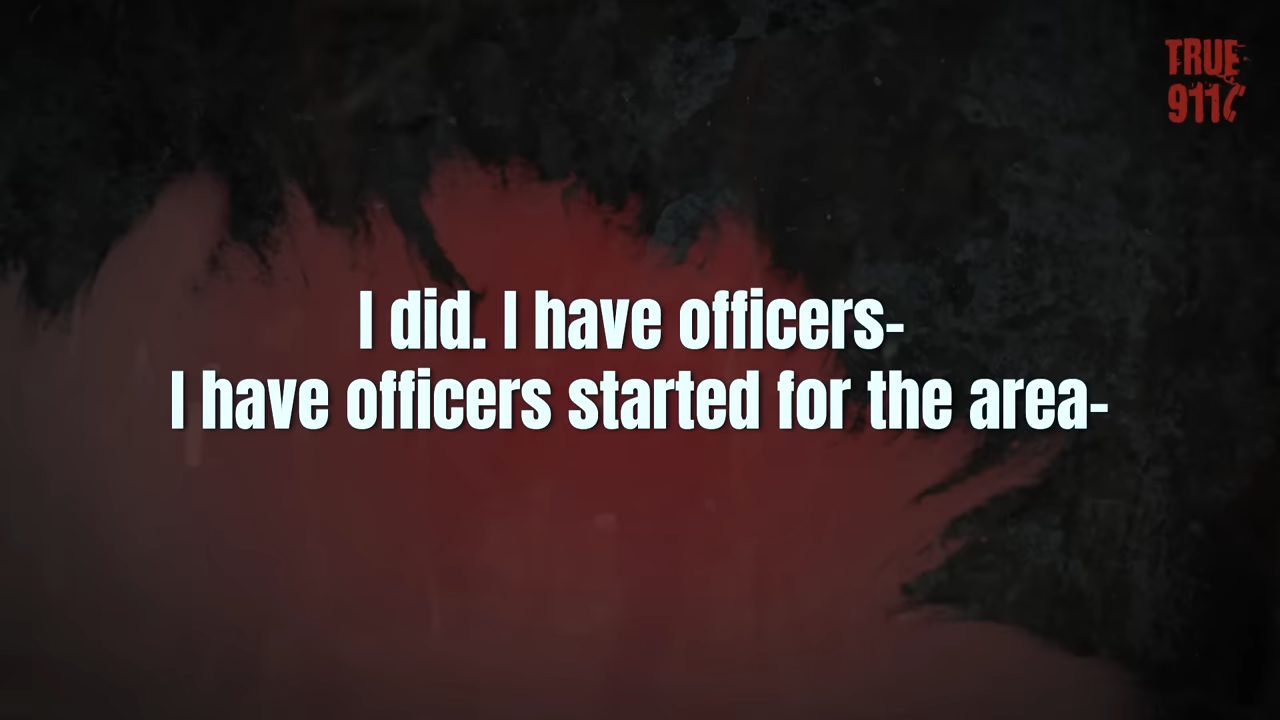 TRUE
911
I did. I have officers-
I have officers started for the area-